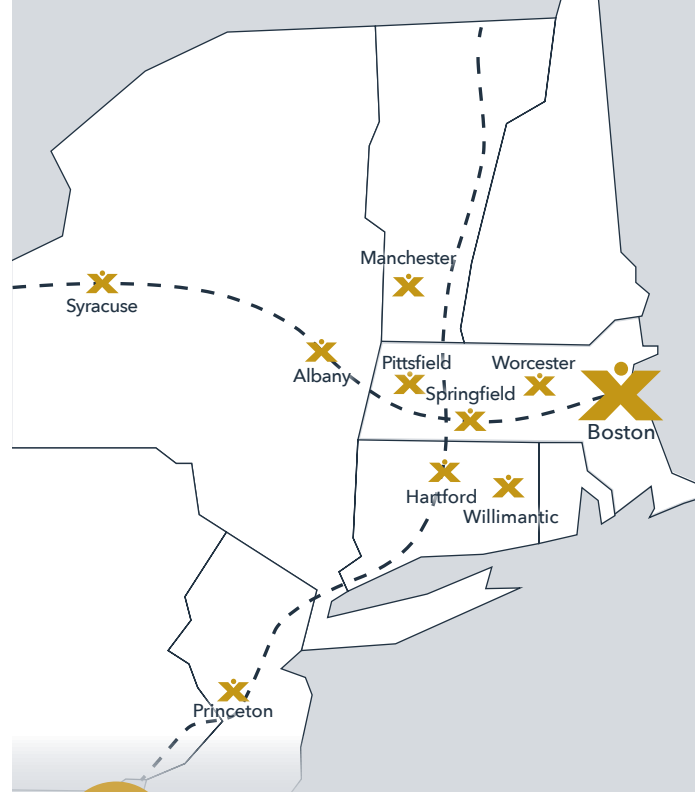 Manchester
Syracuse
Albany
Pittsfield
Worcester
Springfield
Boston
Hartford
Willimantic
Princeton